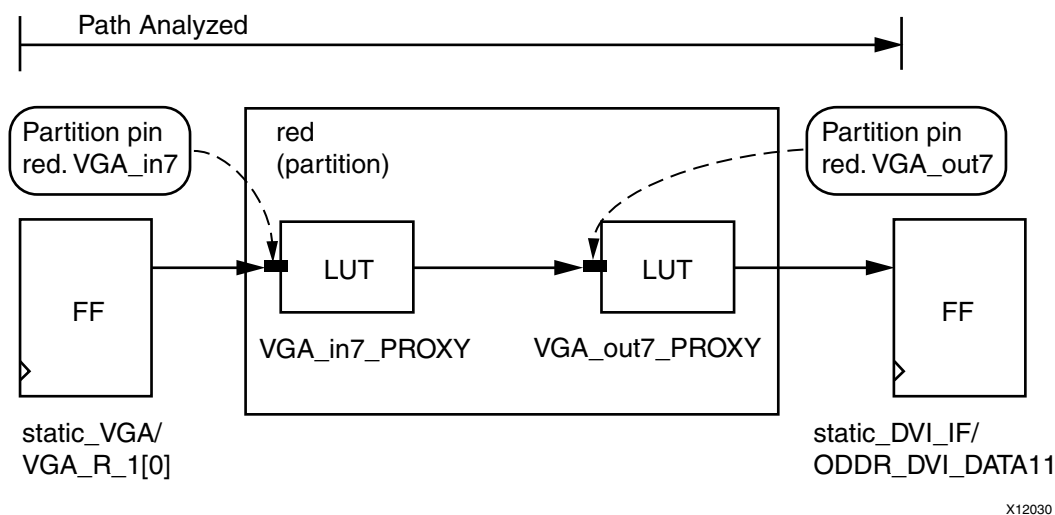 Path Analyzed
Partition pin
red. VGA_in7
red
(partition)
Partition pin
red. VGA_out7
FF
LUT
LUT
FF
VGA_in7_PROXY
VGA_out7_PROXY
static_VGA/
VGA_R_1[0]
static_DVI_IF/
ODDR_DVI_DATA11
X12030